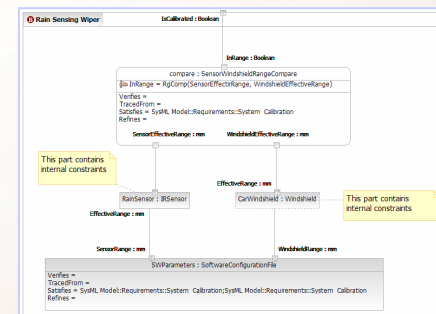 Rain Sensing Wiper
IsCalibrated : Boolean
InRange : Boolean
compare : SensorWindshieldRangeCompare
InRange = RgComp(SensorEffectirRange, WindshieldEffectiveRange)
Verifies =
TracedFrom =
Satisfies = SysML Model::Requirements::System Calibration
Refines =
SensorEffectiveRange : mm
WindshieldEffectiveRange : mm
This part contains
internal constraints
EffectiveRange : mm
RainSensor : IRSensor
CarWindshield : Windshield
This part contains
internal constraints
EffectiveRange : mm
SensorRange : mm
WindshieldRange : mm
SWParameters : SoftwareConfigurationFile
Verifies =
TracedFrom =
Satisfies = SysML Model::Requirements::System Calibration;SysML Model::Requirements::System Calibration
Refines =